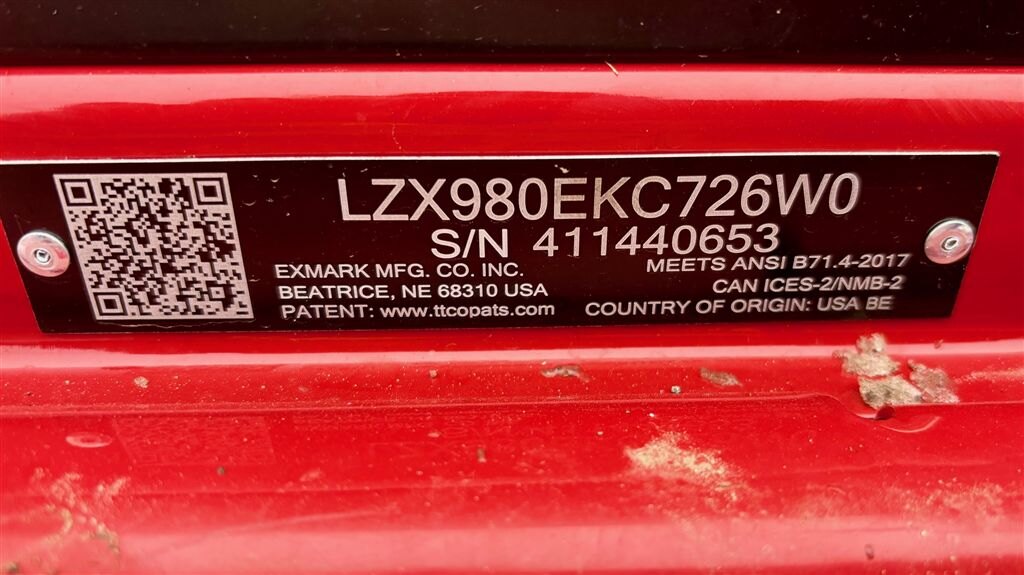 LZX980EKC726W0
S/N 411440653
EXMARK MFG. CO. INC.
BEATRICE, NE 68310 USA
PATENT: www.ttcopats.com
MEETS ANSI B71.4-2017
CAN ICES-2/NMB-2
COUNTRY OF ORIGIN: USA BE